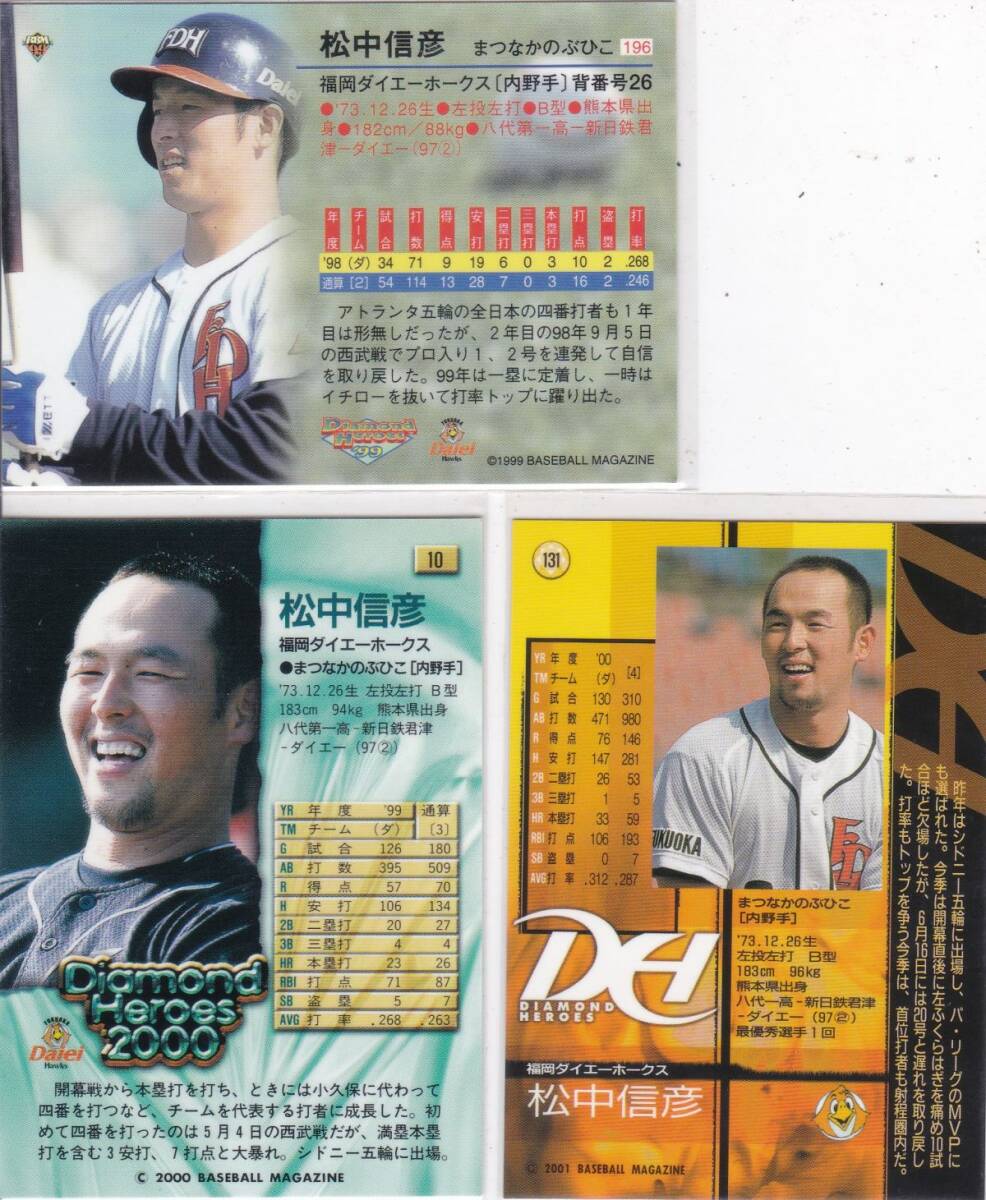 BBM 99
FDH
Daiei
FDH
松中信彦 まつなかのぶひこ 196
福岡ダイエーホークス〔内野手〕背番号26
●'73.12.26生●左投左打●B型●熊本県出
身●182cm／88kg●八代第一高ー新日鉄君
津ーダイエー(97②)
年度 チーム 試合 打数 得点 安打 二塁打 三塁打 本塁打 打点 盗塁 打率
'98 (ダ) 34 71 9 19 6 0 3 10 2 .268
通算 [2] 54 114 13 28 7 0 3 16 2 .246
アトランタ五輪の全日本の四番打者も１年
目は形無しだったが、２年目の98年９月５日
の西武戦でプロ入り１、２号を連発して自信
を取り戻した。99年は一塁に定着し、一時は
イチローを抜いて打率トップに躍り出た。
Diamond Heroes '99
FUKUOKA Daiei Hawks
©1999 BASEBALL MAGAZINE
10
松中信彦
福岡ダイエーホークス
●まつなかのぶひこ［内野手］
'73.12.26生 左投左打 B型
183cm 94kg 熊本県出身
八代第一高−新日鉄君津
−ダイエー（97②）
YR 年度 '99 通算
TM チーム (ダ) [3]
G 試合 126 180
AB 打数 395 509
R 得点 57 70
H 安打 106 134
2B 二塁打 20 27
3B 三塁打 4 4
HR 本塁打 23 26
RBI 打点 71 87
SB 盗塁 5 7
AVG 打率 .268 .263
Diamond
Heroes
2000
FUKUOKA Daiei Hawks
開幕戦から本塁打を打ち、ときには小久保に代わって
四番を打つなど、チームを代表する打者に成長した。初
めて四番を打ったのは５月４日の西武戦だが、満塁本塁
打を含む３安打、７打点と大暴れ。シドニー五輪に出場。
© 2000 BASEBALL MAGAZINE
131
YR 年度 '00
TM チーム (ダ) [4]
G 試合 130 310
AB 打数 471 980
R 得点 76 146
H 安打 147 281
2B 二塁打 26 53
3B 三塁打 1 5
HR 本塁打 33 59
RBI 打点 106 193
SB 盗塁 0 7
AVG 打率 .312 .287
FUKUOKA
FD
まつなかのぶひこ
［内野手］
'73.12.26生
左投左打 B型
183cm 96kg
熊本県出身
八代一高−新日鉄君津
−ダイエー（97②）
最優秀選手１回
DH
DIAMOND
HEROES
福岡ダイエーホークス
松中信彦
© 2001 BASEBALL MAGAZINE
昨年はシドニー五輪に出場し、パ・リーグのMVPに
も選ばれた。今季は開幕直後に左ふくらはぎを痛め10試
合ほど欠場したが、６月16日には20号と遅れを取り戻し
た。打率もトップを争う今季は、首位打者も射程圏内だ。